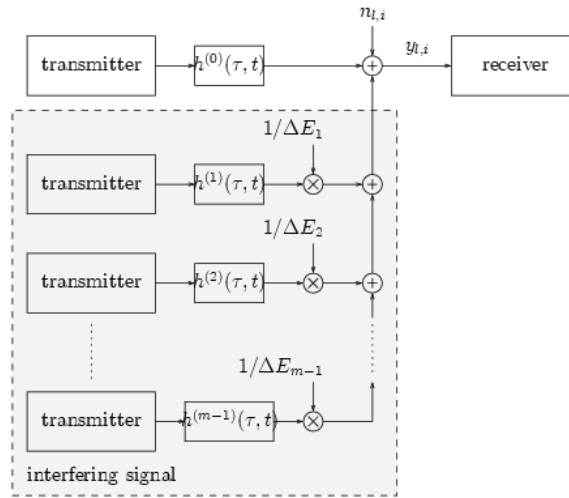 n_{l,i}
transmitter h^{(0)}(τ, t) + y_{l,i} receiver
1/ΔE_1
transmitter h^{(1)}(τ, t) × +
1/ΔE_2
transmitter h^{(2)}(τ, t) × +
1/ΔE_{m−1}
transmitter h^{(m−1)}(τ, t) ×
interfering signal